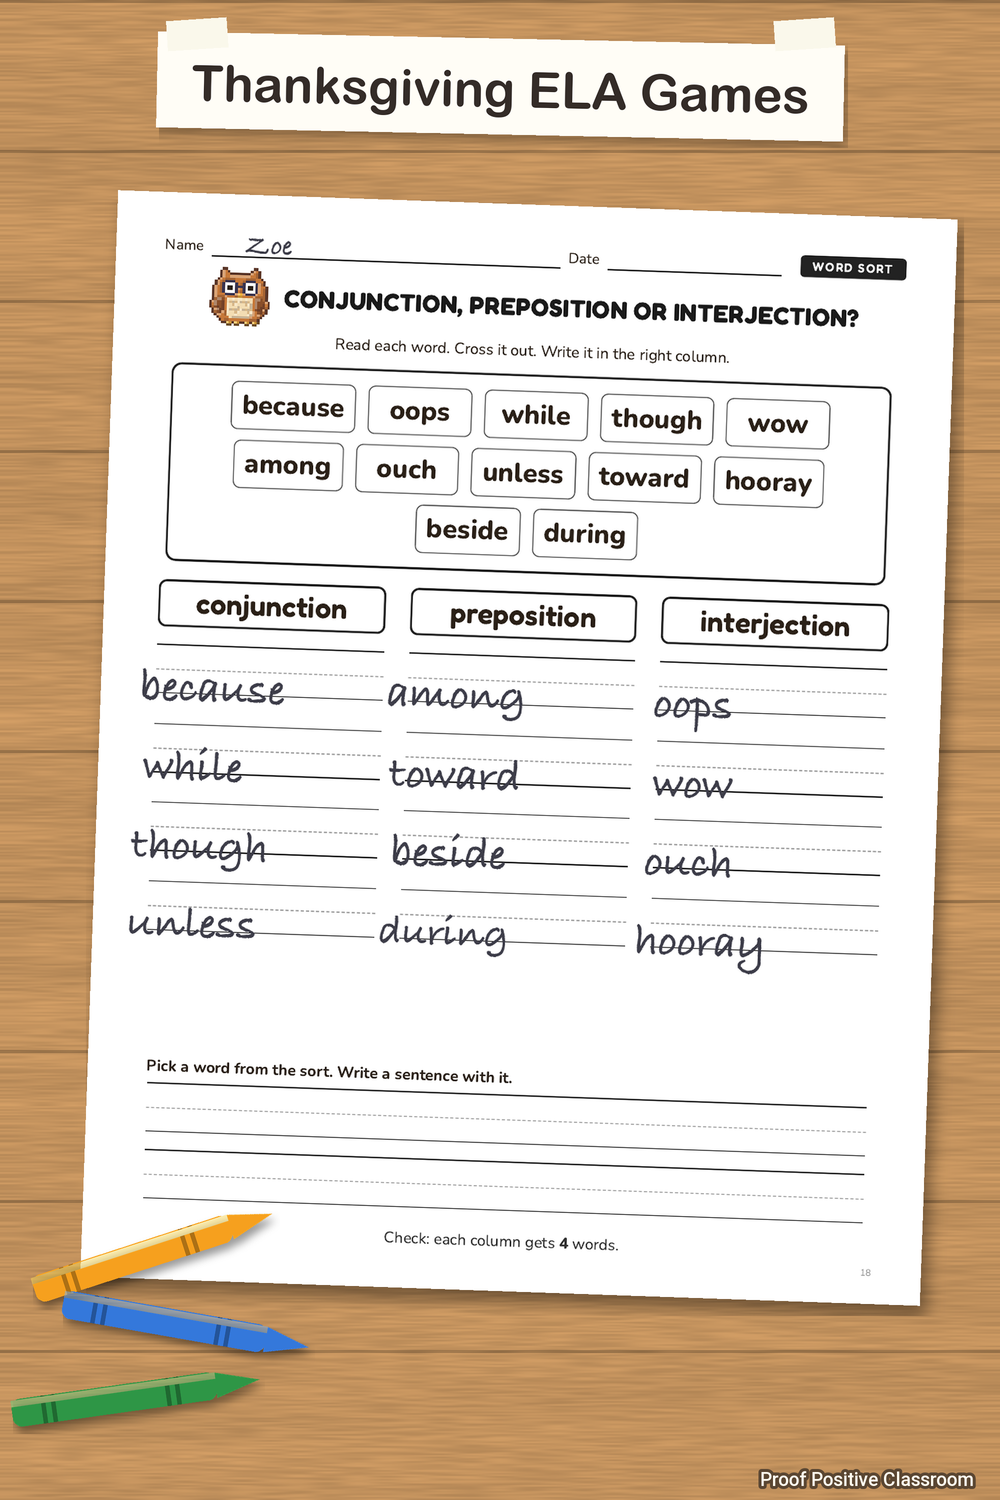 Thanksgiving ELA Games
Name Zoe Date WORD SORT
CONJUNCTION, PREPOSITION OR INTERJECTION?
Read each word. Cross it out. Write it in the right column.
because oops while though wow
among ouch unless toward hooray
beside during
conjunction preposition interjection
because among oops
while toward wow
though beside ouch
unless during hooray
Pick a word from the sort. Write a sentence with it.
Check: each column gets 4 words.
18
Proof Positive Classroom